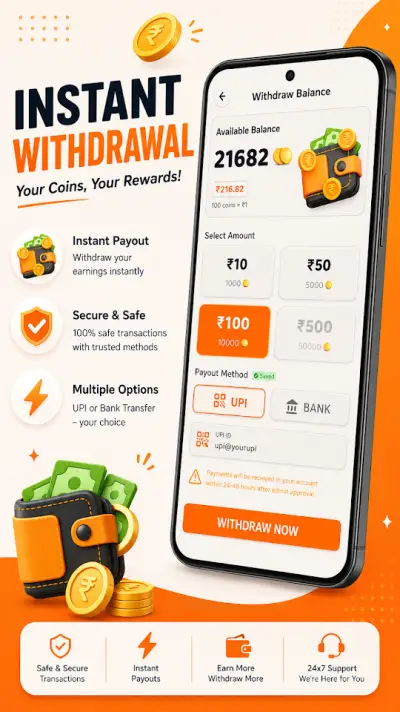 INSTANT
WITHDRAWAL
Your Coins, Your Rewards!
Instant Payout
Withdraw your
earnings instantly
Secure & Safe
100% safe transactions
with trusted methods
Multiple Options
UPI or Bank Transfer
– your choice
Withdraw Balance
Available Balance
21682
₹216.82
100 coins = ₹1
Select Amount
₹10
1000
₹50
5000
₹100
10000
₹500
50000
Payout Method
Saved
UPI
BANK
UPI ID
upi@yourupi
Payments will be received in your account
within 24-48 hours after admin approval.
WITHDRAW NOW
Safe & Secure
Transactions
Instant
Payouts
Earn More
Withdraw More
24x7 Support
We're Here for You